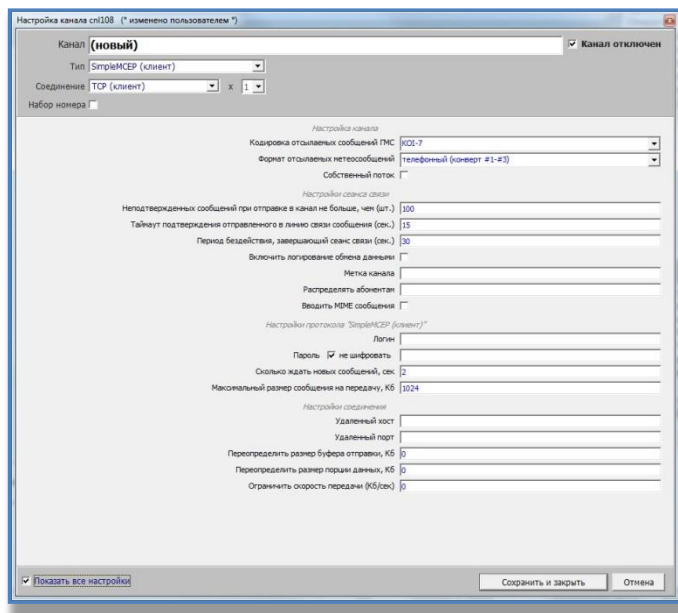 Настройка канала cnl108 (* изменено пользователем *)
Канал (новый) Канал отключен
Тип SimpleMCEP (клиент)
Соединение TCP (клиент) x 1
Набор номера
Настройка канала
Кодировка отсылаемых сообщений ГМС KOI-7
Формат отсылаемых метеосообщений телефонный (конверт #1-#3)
Собственный поток
Настройки сеанса связи
Неподтвержденных сообщений при отправке в канал не больше, чем (шт.) 100
Таймаут подтверждения отправленного в линию связи сообщения (сек.) 15
Период бездействия, завершающий сеанс связи (сек.) 30
Включить логирование обмена данными
Метка канала
Распределять абонентам
Вводить MIME сообщения
Настройки протокола "SimpleMCEP (клиент)"
Логин
Пароль не шифровать
Сколько ждать новых сообщений, сек 2
Максимальный размер сообщения на передачу, Кб 1024
Настройки соединения
Удаленный хост
Удаленный порт
Переопределить размер буфера отправки, Кб 0
Переопределить размер порции данных, Кб 0
Ограничить скорость передачи (Кб/сек) 0
Показать все настройки Сохранить и закрыть Отмена